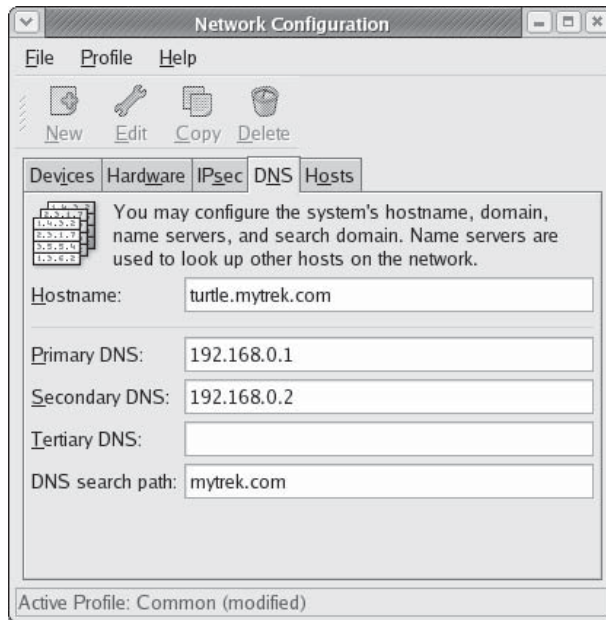 Network Configuration
File Profile Help
New Edit Copy Delete
Devices Hardware IPsec DNS Hosts
You may configure the system's hostname, domain,
name servers, and search domain. Name servers are
used to look up other hosts on the network.
Hostname: turtle.mytrek.com
Primary DNS: 192.168.0.1
Secondary DNS: 192.168.0.2
Tertiary DNS:
DNS search path: mytrek.com
Active Profile: Common (modified)